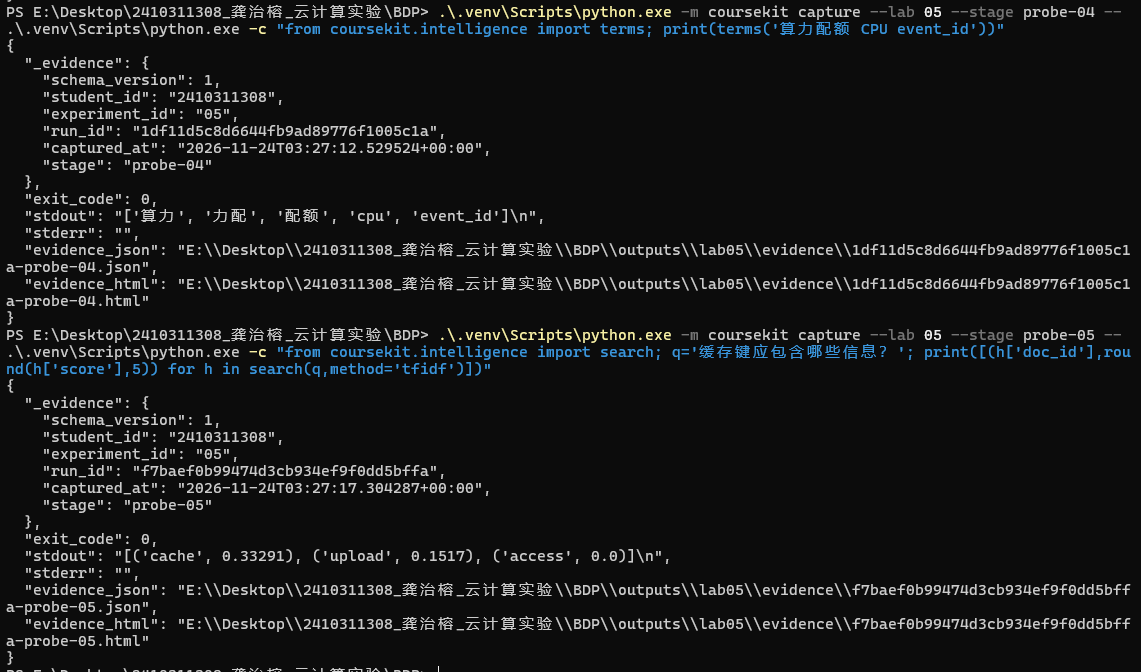 PS E:\Desktop\2410311308_龚治榕_云计算实验\BDP> .\.venv\Scripts\python.exe -m coursekit capture --lab 05 --stage probe-04 --
.\.venv\Scripts\python.exe -c "from coursekit.intelligence import terms; print(terms('算力配额 CPU event_id'))"
{
  "_evidence": {
    "schema_version": 1,
    "student_id": "2410311308",
    "experiment_id": "05",
    "run_id": "1df11d5c8d6644fb9ad89776f1005c1a",
    "captured_at": "2026-11-24T03:27:12.529524+00:00",
    "stage": "probe-04"
  },
  "exit_code": 0,
  "stdout": "['算力', '力配', '配额', 'cpu', 'event_id']\n",
  "stderr": "",
  "evidence_json": "E:\\Desktop\\2410311308_龚治榕_云计算实验\\BDP\\outputs\\lab05\\evidence\\1df11d5c8d6644fb9ad89776f1005c1
a-probe-04.json",
  "evidence_html": "E:\\Desktop\\2410311308_龚治榕_云计算实验\\BDP\\outputs\\lab05\\evidence\\1df11d5c8d6644fb9ad89776f1005c1
a-probe-04.html"
}
PS E:\Desktop\2410311308_龚治榕_云计算实验\BDP> .\.venv\Scripts\python.exe -m coursekit capture --lab 05 --stage probe-05 --
.\.venv\Scripts\python.exe -c "from coursekit.intelligence import search; q='缓存键应包含哪些信息？'; print([(h['doc_id'],rou
nd(h['score'],5)) for h in search(q,method='tfidf')])"
{
  "_evidence": {
    "schema_version": 1,
    "student_id": "2410311308",
    "experiment_id": "05",
    "run_id": "f7baef0b99474d3cb934ef9f0dd5bffa",
    "captured_at": "2026-11-24T03:27:17.304287+00:00",
    "stage": "probe-05"
  },
  "exit_code": 0,
  "stdout": "[('cache', 0.33291), ('upload', 0.1517), ('access', 0.0)]\n",
  "stderr": "",
  "evidence_json": "E:\\Desktop\\2410311308_龚治榕_云计算实验\\BDP\\outputs\\lab05\\evidence\\f7baef0b99474d3cb934ef9f0dd5bff
a-probe-05.json",
  "evidence_html": "E:\\Desktop\\2410311308_龚治榕_云计算实验\\BDP\\outputs\\lab05\\evidence\\f7baef0b99474d3cb934ef9f0dd5bff
a-probe-05.html"
}